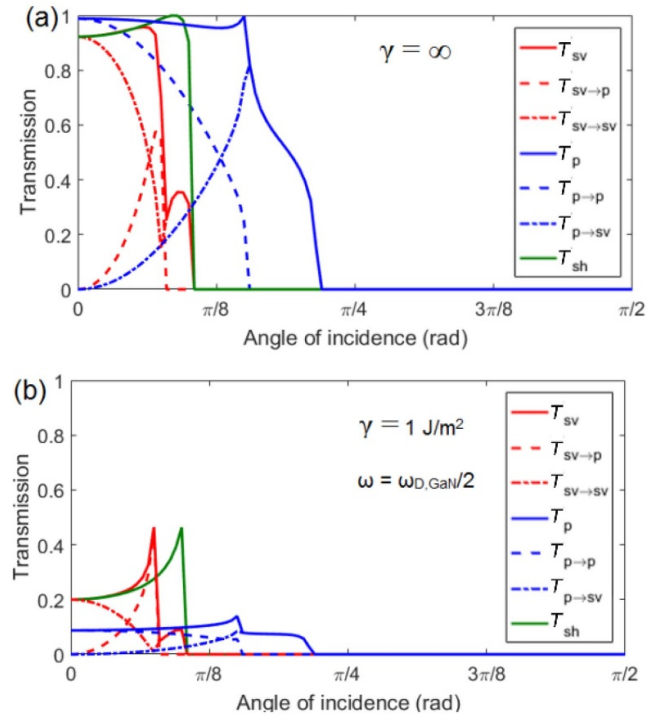 (a)
γ = ∞
T_sv
T_sv→p
T_sv→sv
T_p
T_p→p
T_p→sv
T_sh
Transmission
1
0.8
0.6
0.4
0.2
0
0 π/8 π/4 3π/8 π/2
Angle of incidence (rad)
(b)
γ = 1 J/m²
ω = ω_D,GaN/2
T_sv
T_sv→p
T_sv→sv
T_p
T_p→p
T_p→sv
T_sh
Transmission
1
0.8
0.6
0.4
0.2
0
0 π/8 π/4 3π/8 π/2
Angle of incidence (rad)